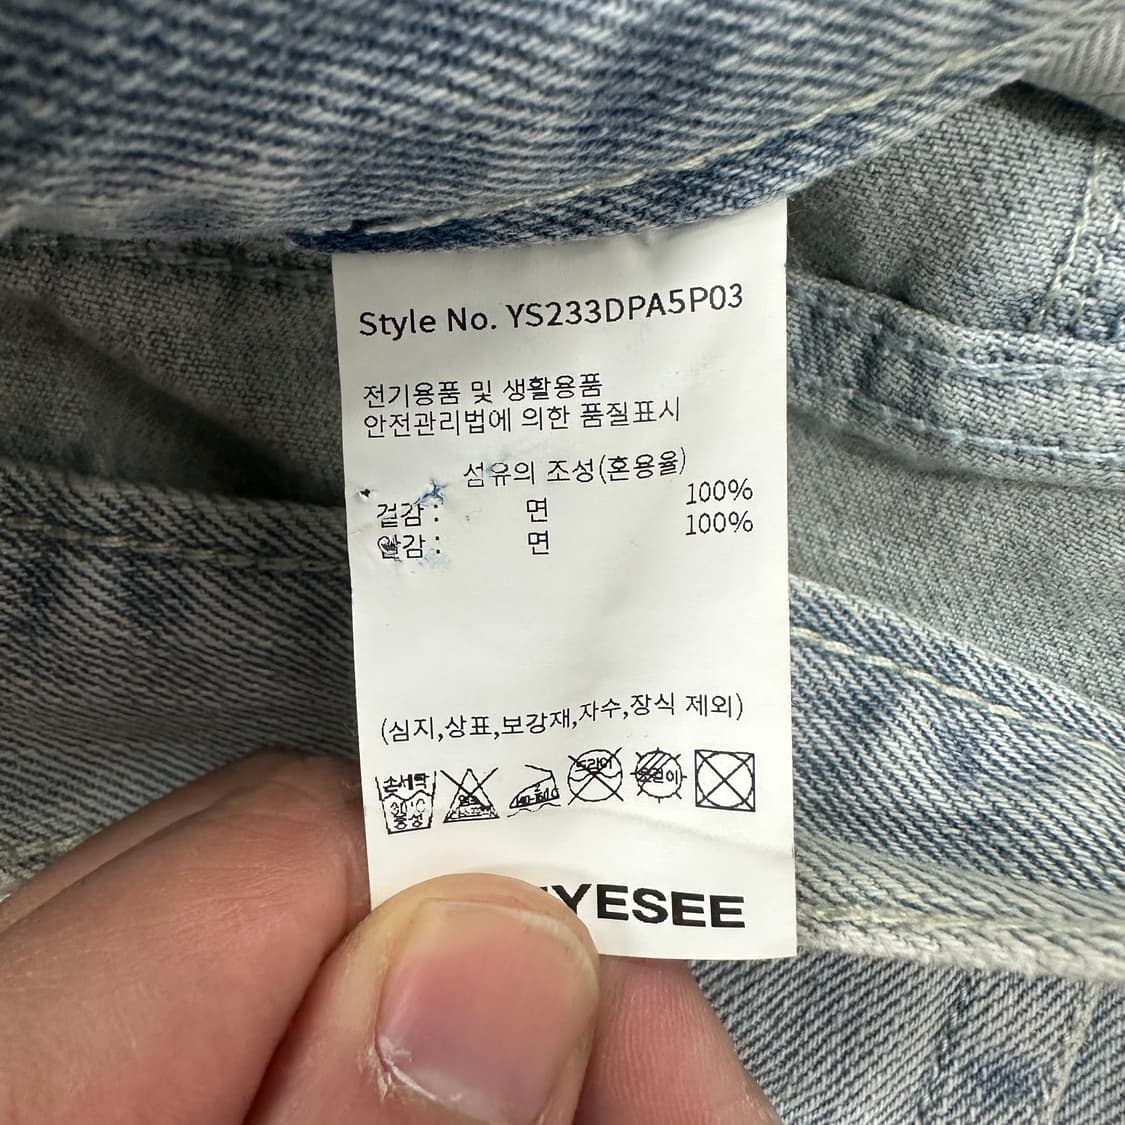 Style No. YS233DPA5P03
전기용품 및 생활용품
안전관리법에 의한 품질표시
섬유의 조성(혼용율)
겉감 : 면 100%
안감 : 면 100%
(심지,상표,보강재,자수,장식 제외)
손세탁 드라이
중성
YESEE